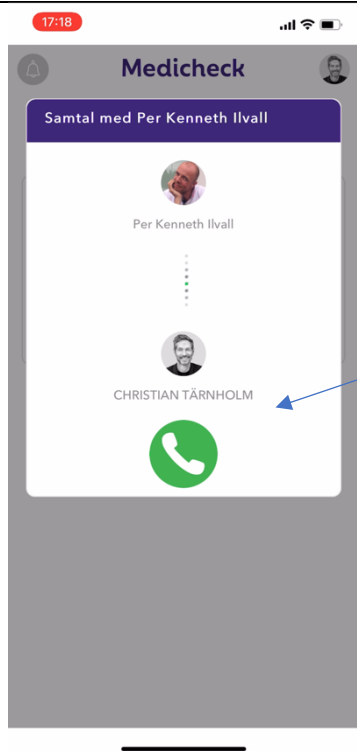 17:18
Medicheck
Samtal med Per Kenneth Ilvall
Per Kenneth Ilvall
CHRISTIAN TÄRNHOLM